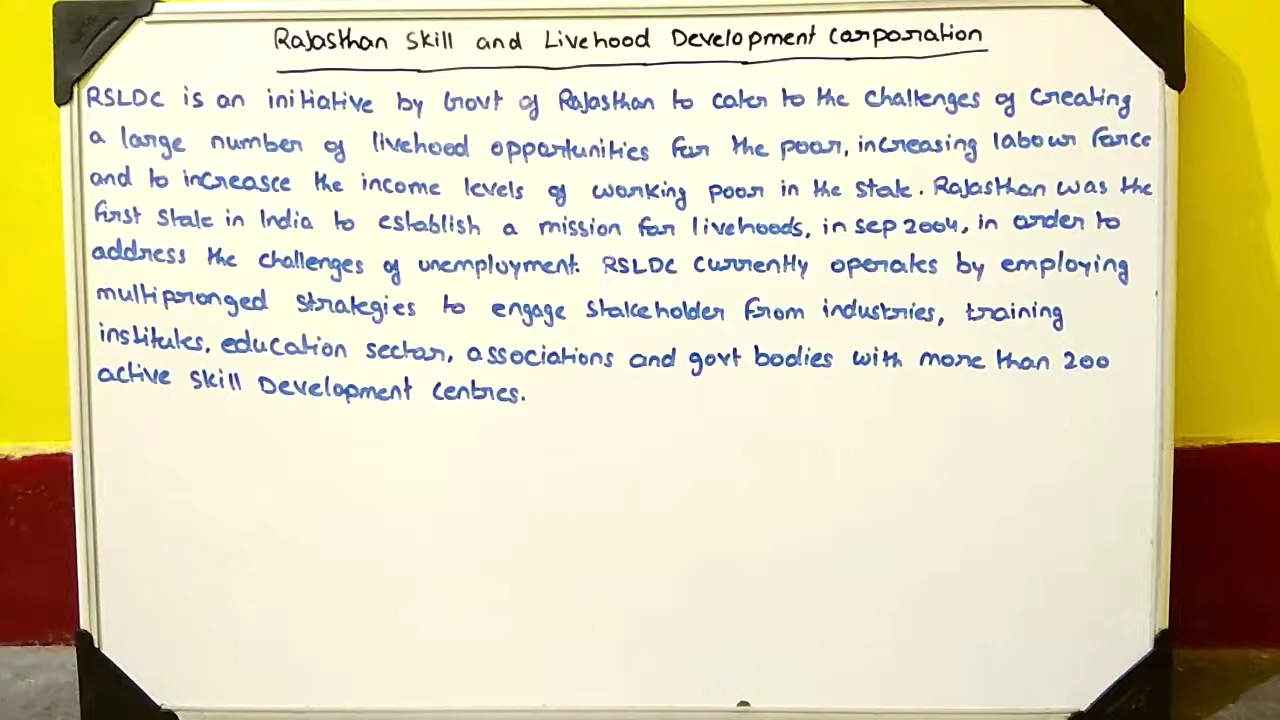 Rajasthan Skill and Livehood Development Corporation
RSLDC is an initiative by Govt of Rajasthan to cater to the challenges of Creating
a large number of livehood opportunities for the poor, increasing labour force
and to increasce the income levels of working poor in the state. Rajasthan was the
first state in India to establish a mission for livehoods, in sep 2004, in order to
address the challenges of unemployment. RSLDC Currently operates by employing
multipronged strategies to engage stakeholder from industries, training
institutes, education sector, associations and govt bodies with more than 200
active skill Development Centres.